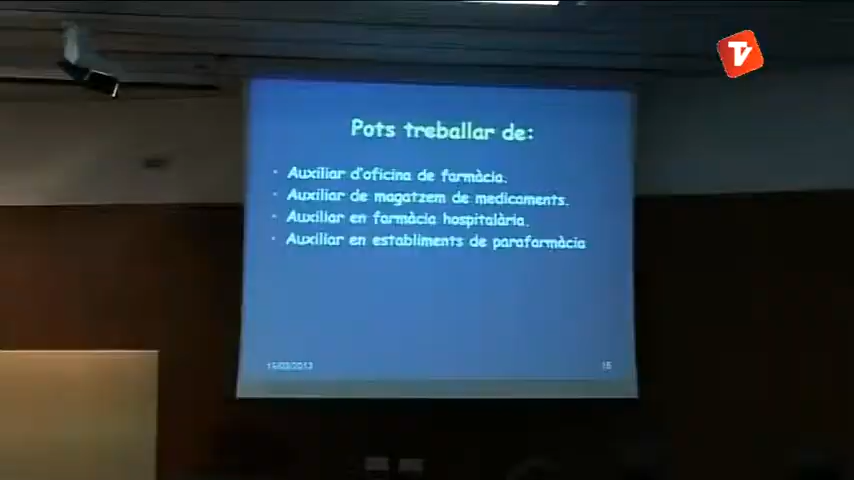 TV
Pots treballar de:
• Auxiliar d'oficina de farmàcia.
• Auxiliar de magatzem de medicaments.
• Auxiliar en farmàcia hospitalària.
• Auxiliar en establiments de parafarmàcia